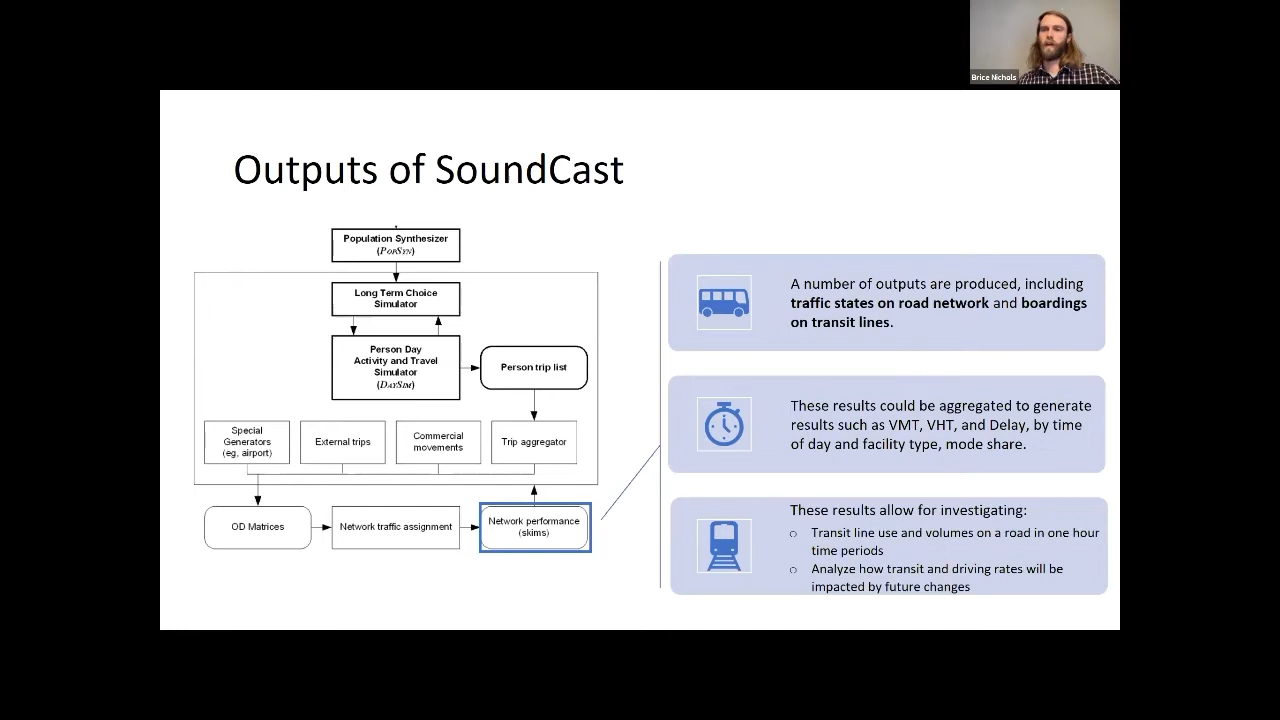 Brice Nichols
Outputs of SoundCast
Population Synthesizer
(PopSyn)
Long Term Choice
Simulator
Person Day
Activity and Travel
Simulator
(DaySim)
Person trip list
Special
Generators
(eg, airport)
External trips
Commercial
movements
Trip aggregator
OD Matrices
Network traffic assignment
Network performance
(skims)
A number of outputs are produced, including
traffic states on road network and boardings
on transit lines.
These results could be aggregated to generate
results such as VMT, VHT, and Delay, by time
of day and facility type, mode share.
These results allow for investigating:
○ Transit line use and volumes on a road in one hour
time periods
○ Analyze how transit and driving rates will be
impacted by future changes